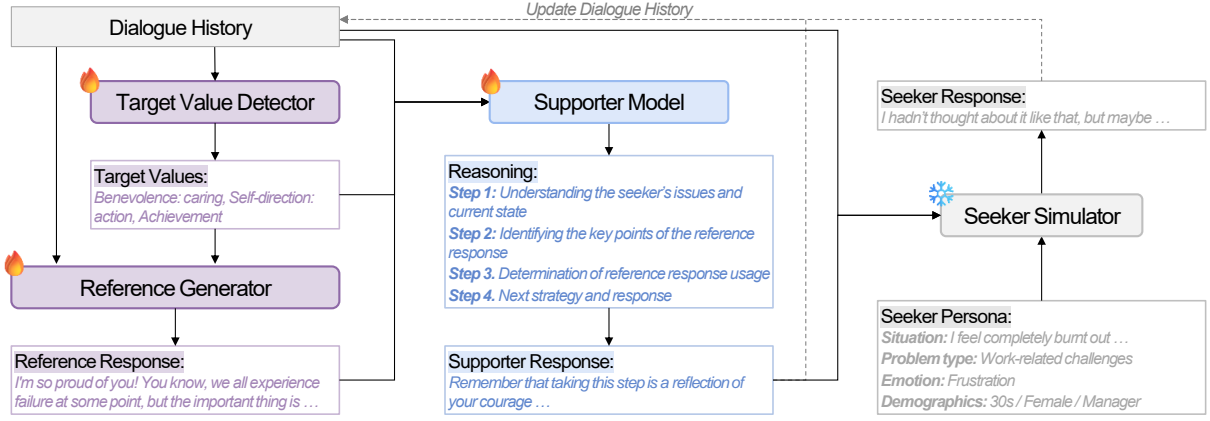 Update Dialogue History
Dialogue History
Target Value Detector
Target Values:
Benevolence: caring, Self-direction:
action, Achievement
Reference Generator
Reference Response:
I'm so proud of you! You know, we all experience
failure at some point, but the important thing is …
Supporter Model
Reasoning:
Step 1: Understanding the seeker's issues and
current state
Step 2: Identifying the key points of the reference
response
Step 3. Determination of reference response usage
Step 4. Next strategy and response
Supporter Response:
Remember that taking this step is a reflection of
your courage …
Seeker Response:
I hadn't thought about it like that, but maybe …
Seeker Simulator
Seeker Persona:
Situation: I feel completely burnt out …
Problem type: Work-related challenges
Emotion: Frustration
Demographics: 30s / Female / Manager